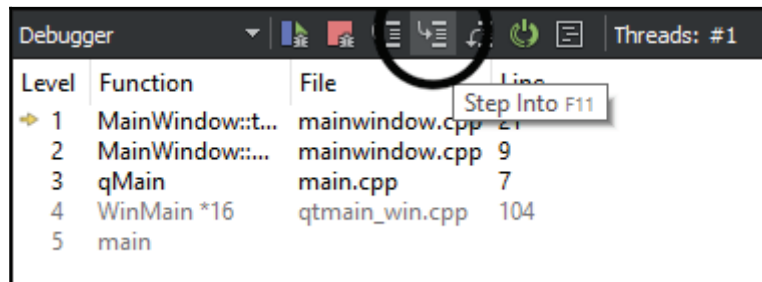 Debugger Threads: #1
Level Function File Line
Step Into F11
1 MainWindow::t... mainwindow.cpp 21
2 MainWindow::... mainwindow.cpp 9
3 qMain main.cpp 7
4 WinMain *16 qtmain_win.cpp 104
5 main